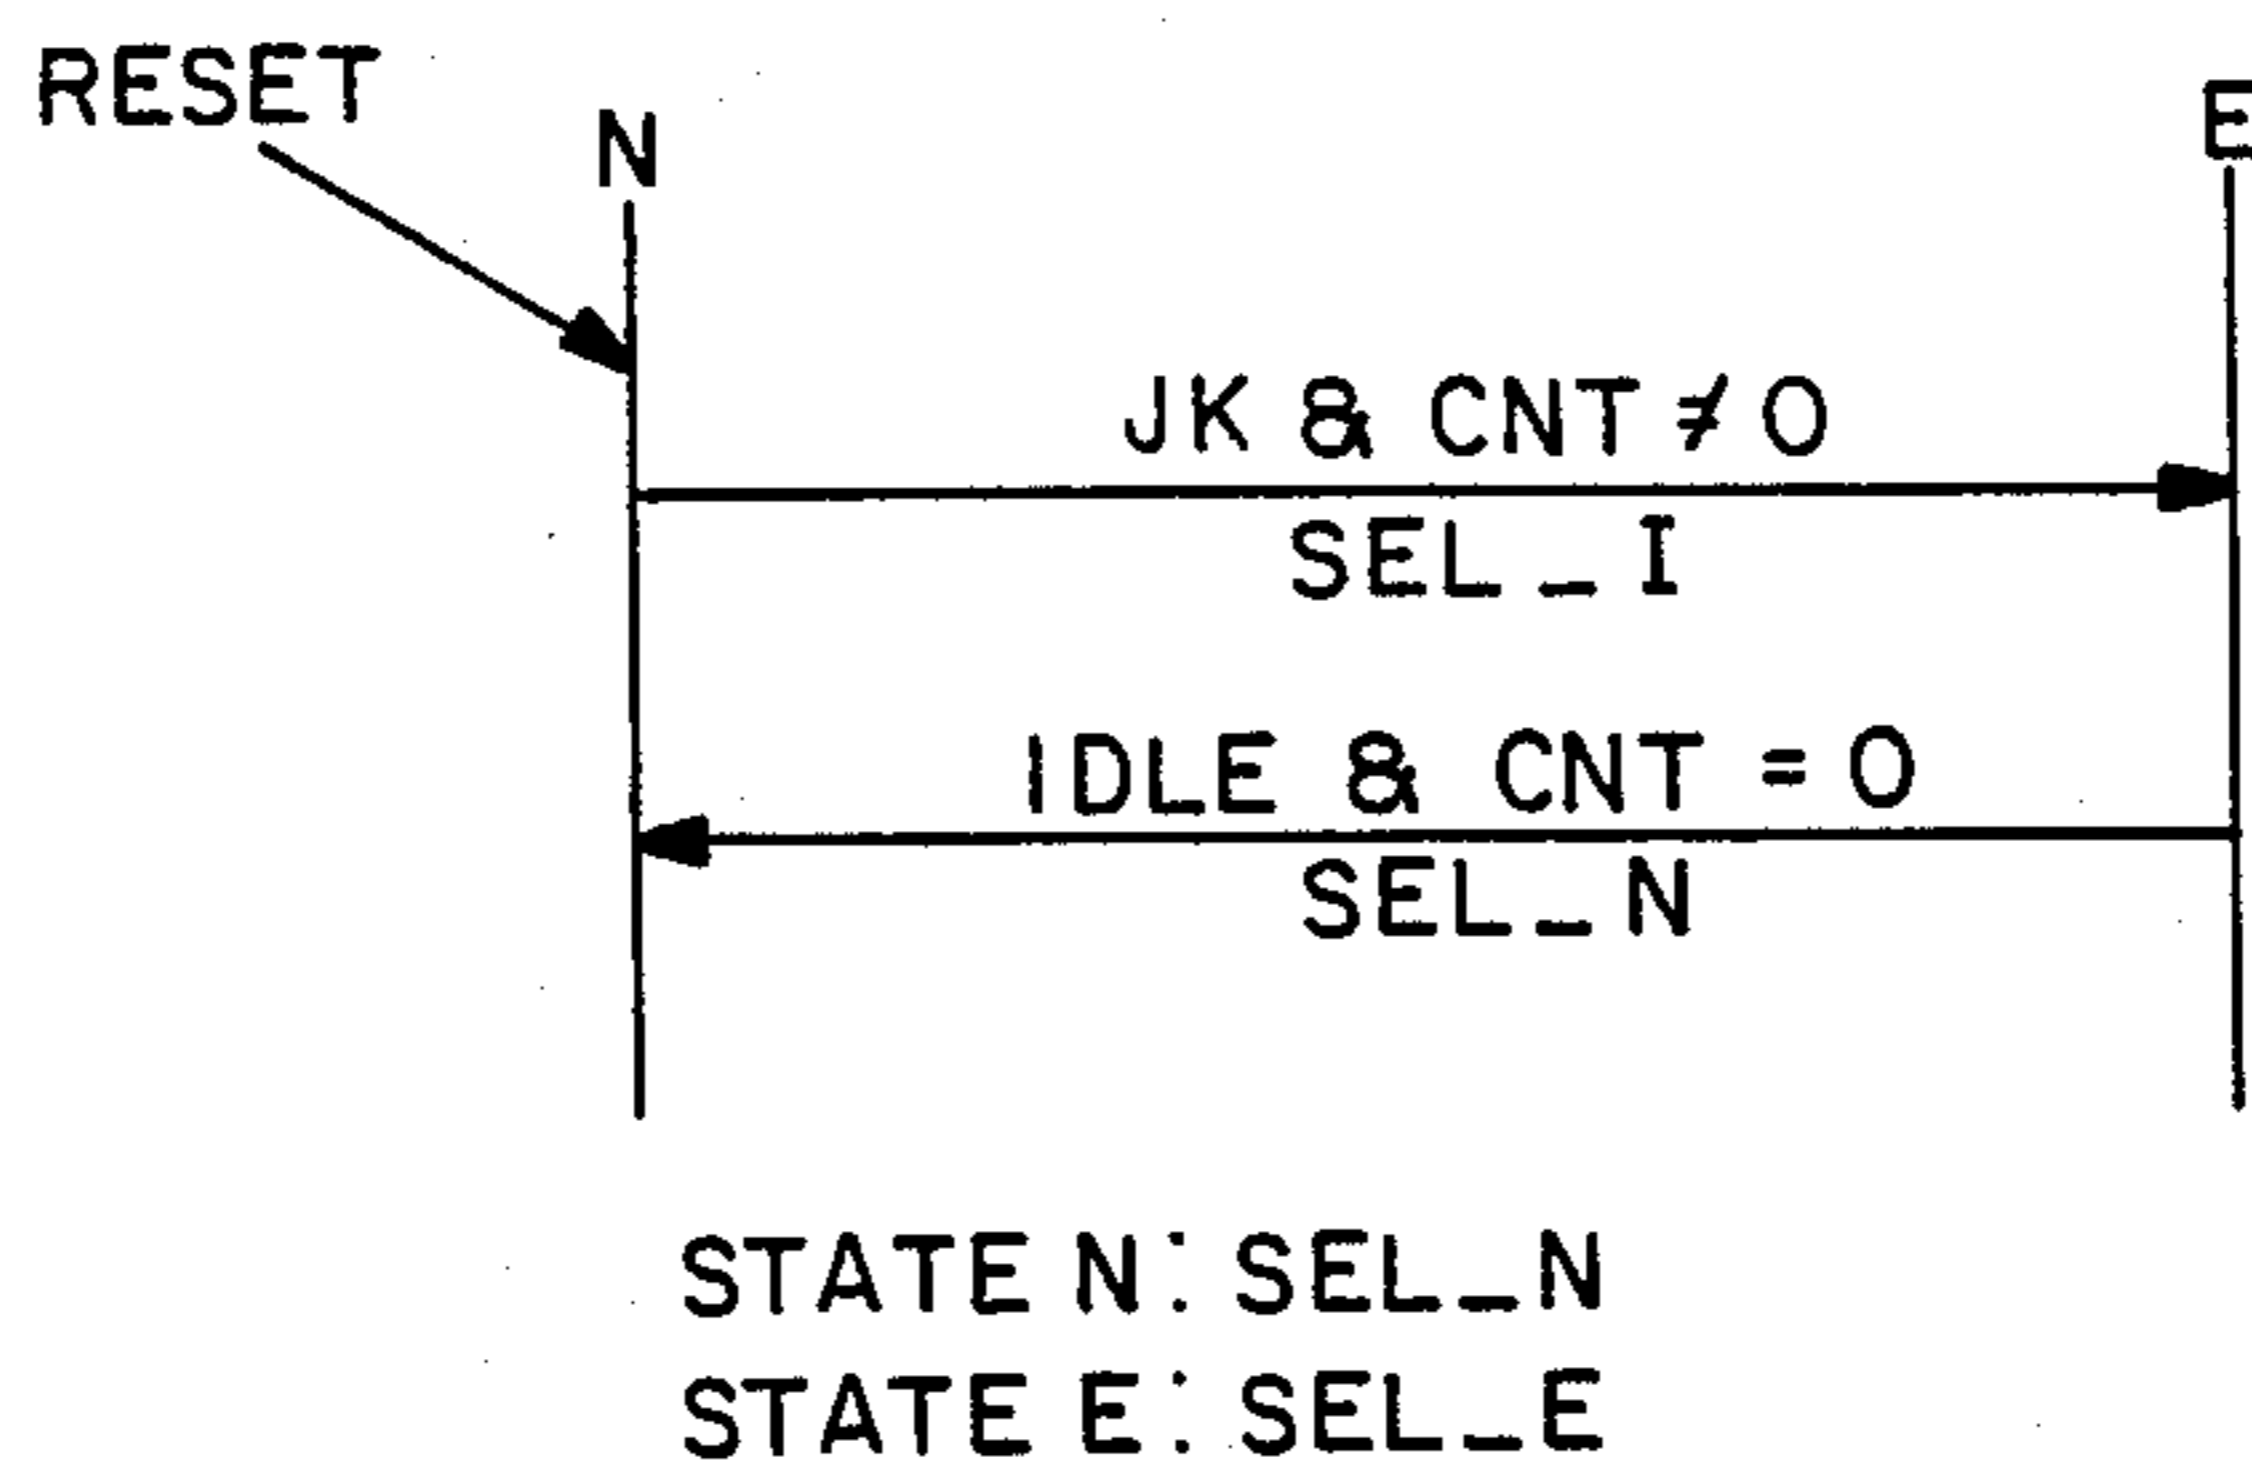 RESET
N
E
JK & CNT ≠ 0
SEL_I
IDLE & CNT = 0
SEL_N
STATE N: SEL_N
STATE E: SEL_E